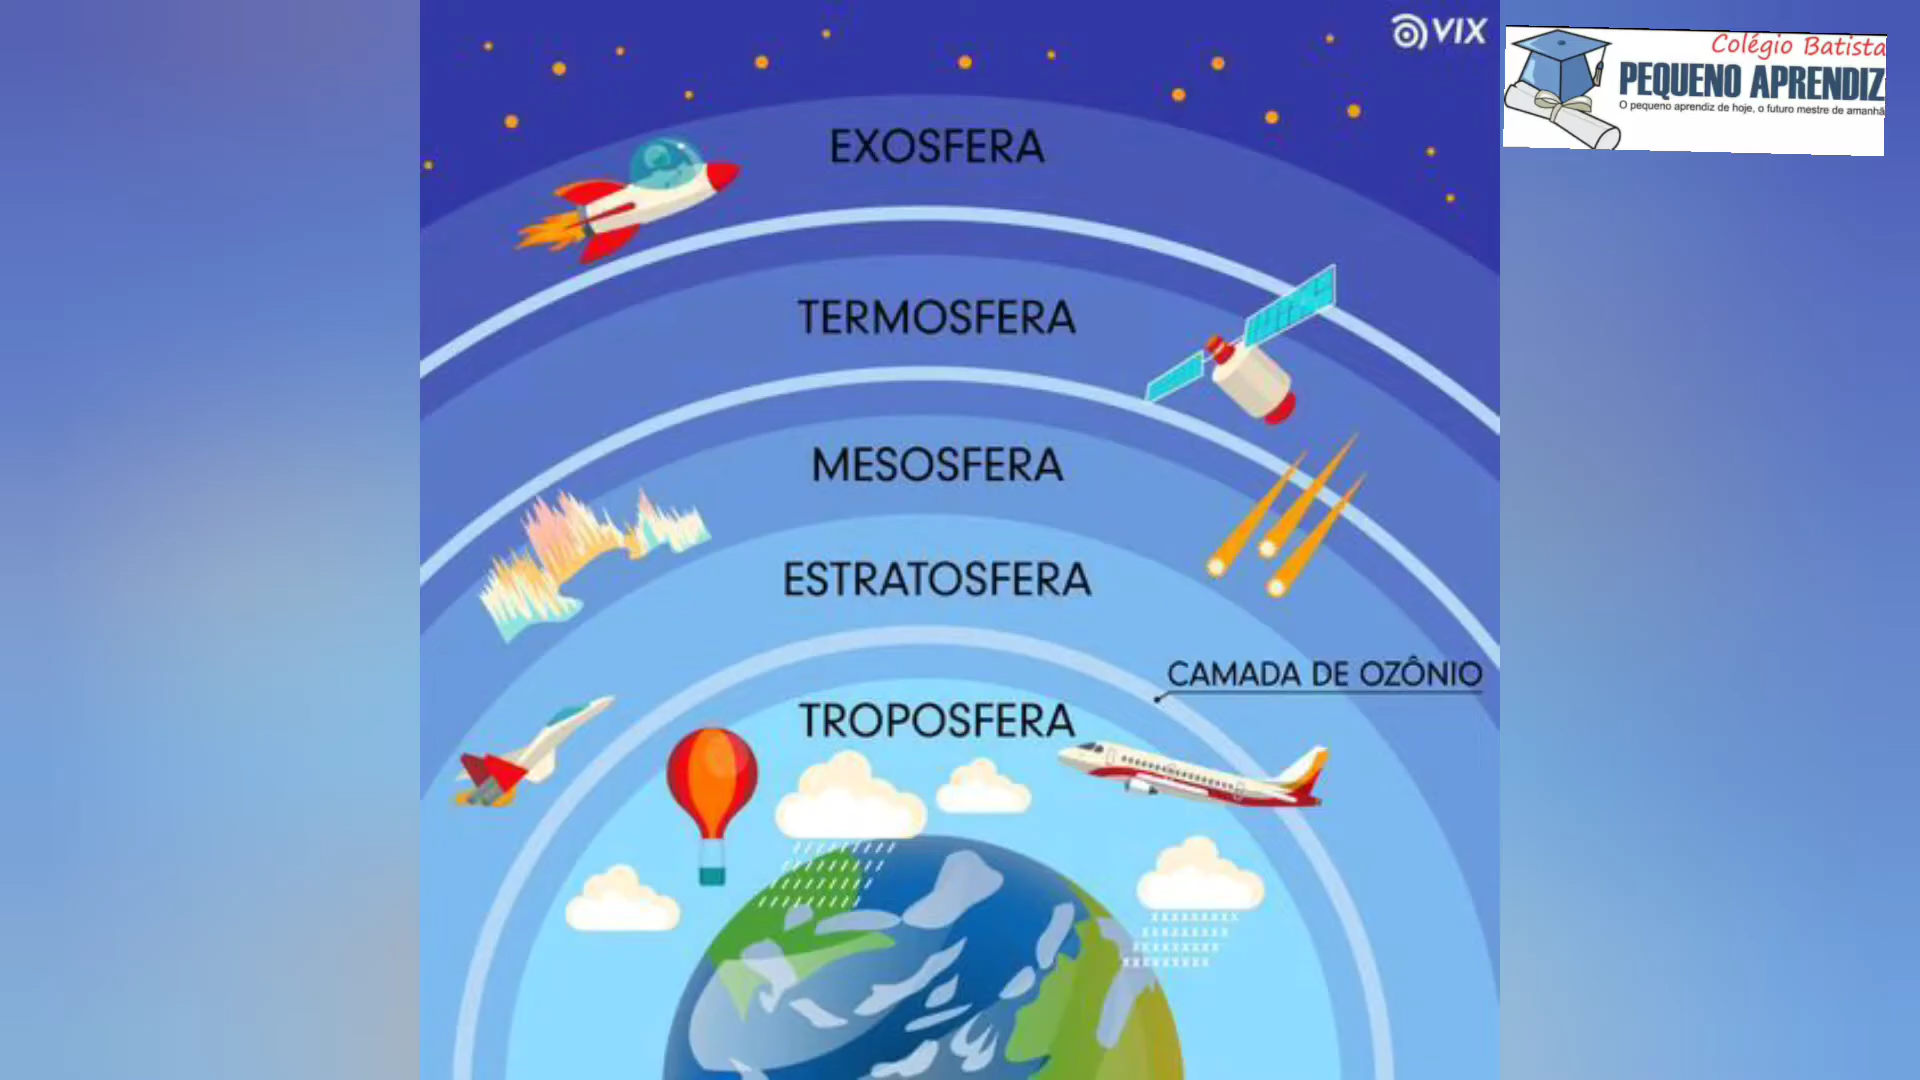 VIX
Colégio Batista
PEQUENO APRENDIZ
O pequeno aprendiz de hoje, o futuro mestre de amanhã
EXOSFERA
TERMOSFERA
MESOSFERA
ESTRATOSFERA
CAMADA DE OZÔNIO
TROPOSFERA